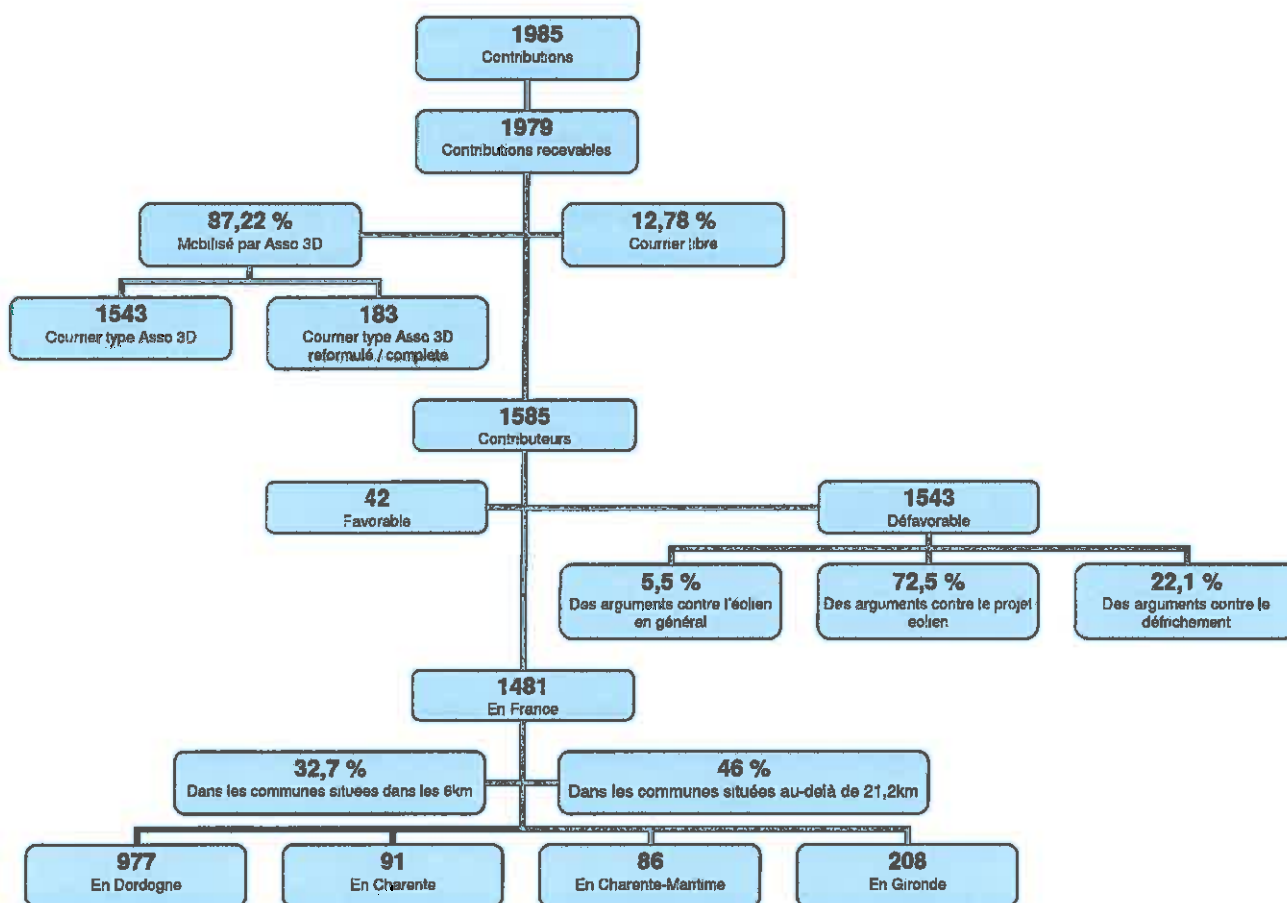 1985
Contributions
1979
Contributions recevables
87,22 %
Mobilisé par Asso 3D
12,78 %
Courrier libre
1543
Courrier type Asso 3D
183
Courrier type Asso 3D
reformulé / complete
1585
Contributeurs
42
Favorable
1543
Défavorable
5,5 %
Des arguments contre l'éolien
en général
72,5 %
Des arguments contre le projet
eolien
22,1 %
Des arguments contre le
défrichement
1481
En France
32,7 %
Dans les communes situees dans les 6km
46 %
Dans les communes situées au-delà de 21,2km
977
En Dordogne
91
En Charente
86
En Charente-Maritime
208
En Gironde